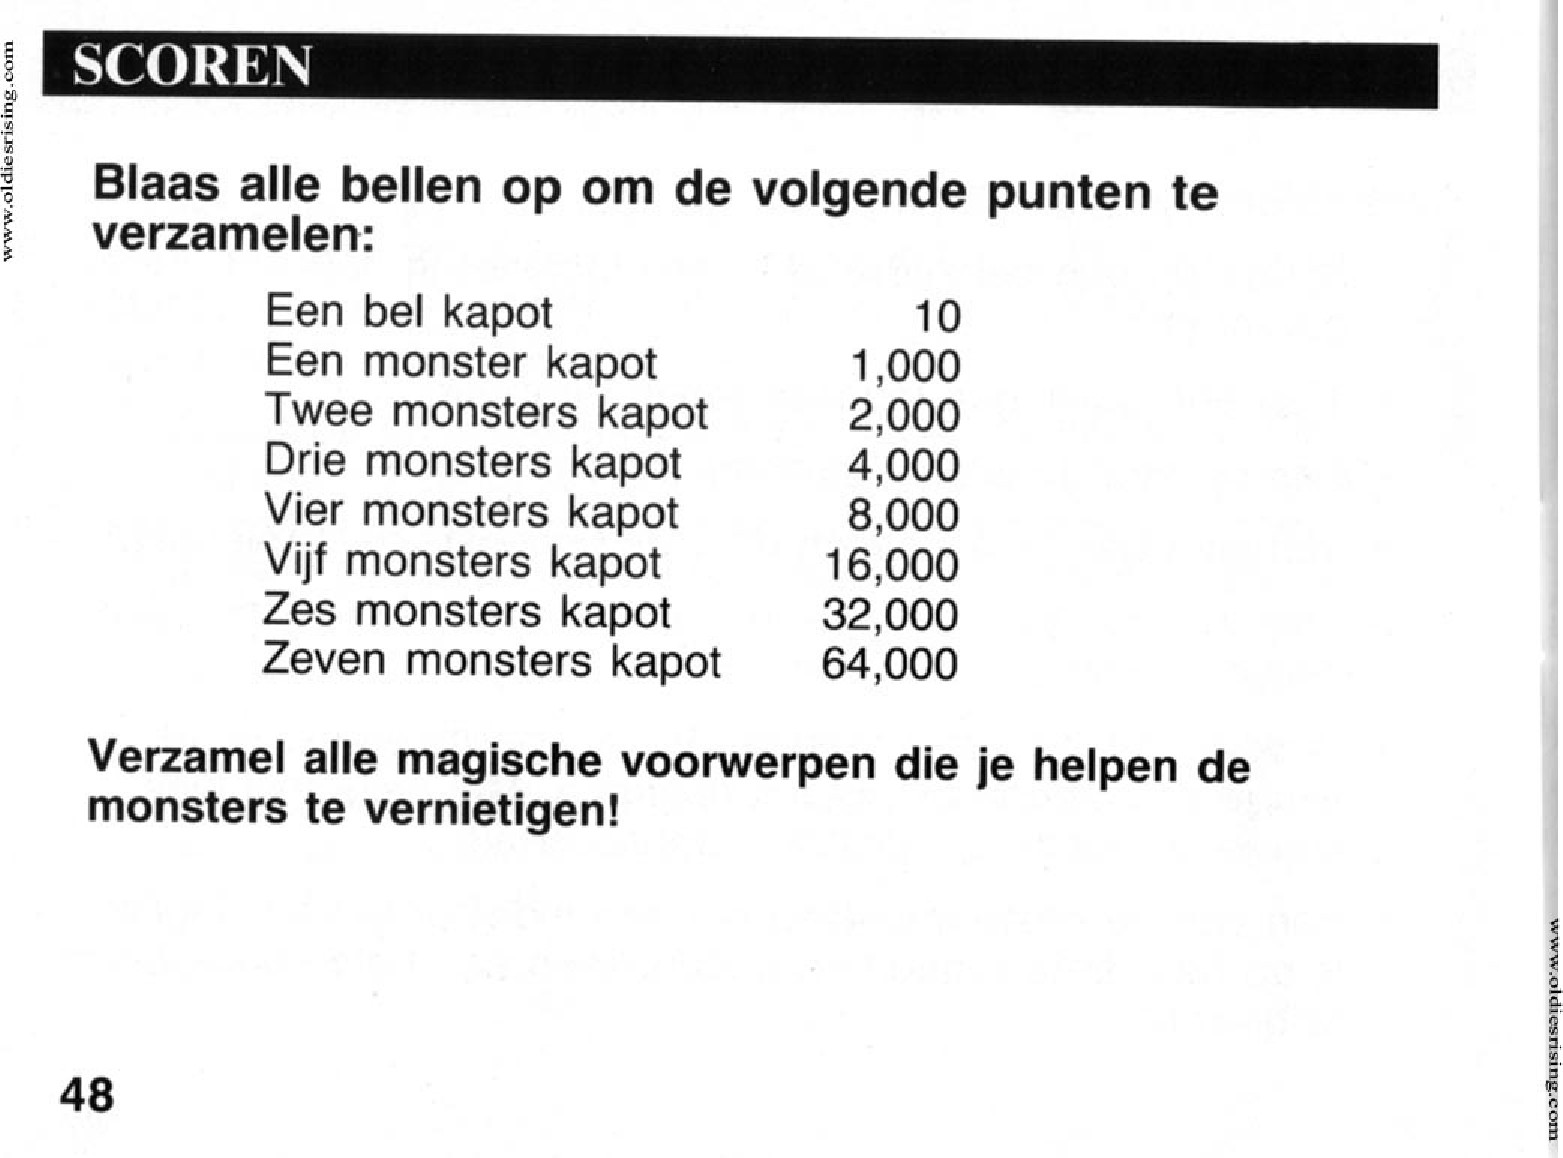 www.oldiesrising.com
SCOREN
Blaas alle bellen op om de volgende punten te
verzamelen:
Een bel kapot 10
Een monster kapot 1,000
Twee monsters kapot 2,000
Drie monsters kapot 4,000
Vier monsters kapot 8,000
Vijf monsters kapot 16,000
Zes monsters kapot 32,000
Zeven monsters kapot 64,000
Verzamel alle magische voorwerpen die je helpen de
monsters te vernietigen!
48
www.oldiesrising.com